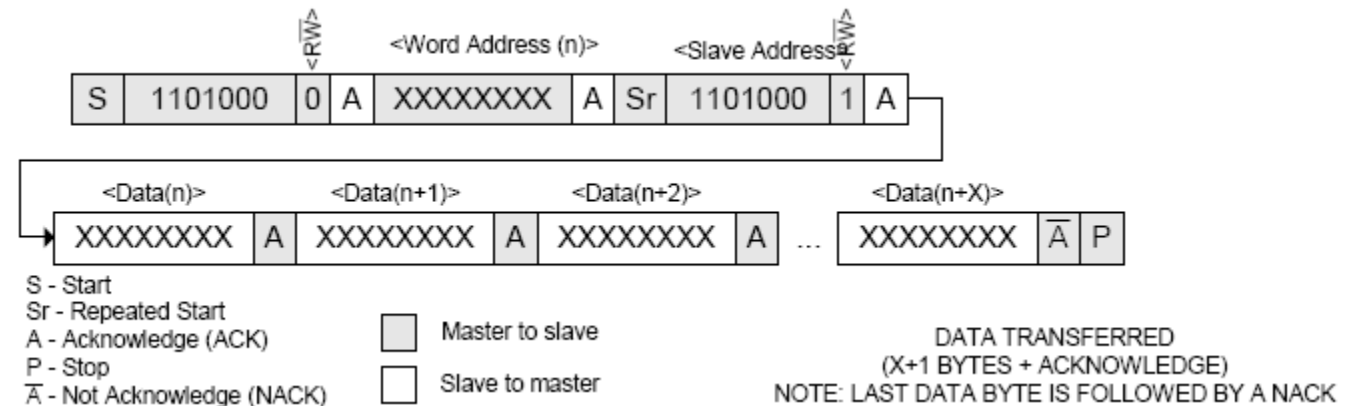 <RW> <Word Address (n)> <Slave Address> <RW>
S 1101000 0 A XXXXXXXX A Sr 1101000 1 A
<Data(n)> <Data(n+1)> <Data(n+2)> <Data(n+X)>
XXXXXXXX A XXXXXXXX A XXXXXXXX A ... XXXXXXXX A̅ P
S - Start
Sr - Repeated Start
A - Acknowledge (ACK)
P - Stop
A̅ - Not Acknowledge (NACK)
Master to slave
Slave to master
DATA TRANSFERRED
(X+1 BYTES + ACKNOWLEDGE)
NOTE: LAST DATA BYTE IS FOLLOWED BY A NACK